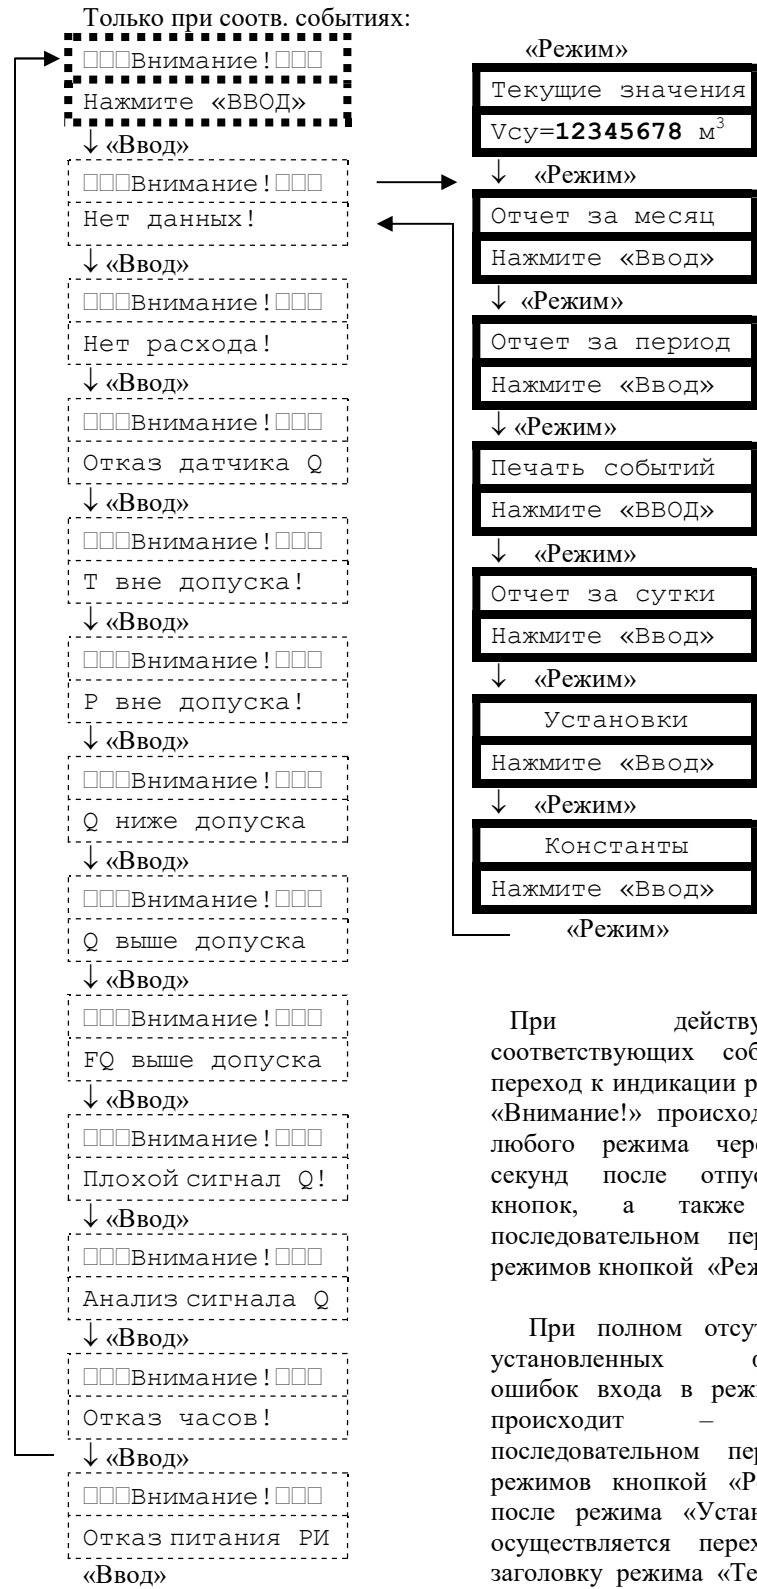 Только при соотв. событиях:
□□□Внимание!□□□
Нажмите «ВВОД»
↓ «Ввод»
□□□Внимание!□□□
Нет данных!
↓ «Ввод»
□□□Внимание!□□□
Нет расхода!
↓ «Ввод»
□□□Внимание!□□□
Отказ датчика Q
↓ «Ввод»
□□□Внимание!□□□
Т вне допуска!
↓ «Ввод»
□□□Внимание!□□□
Р вне допуска!
↓ «Ввод»
□□□Внимание!□□□
Q ниже допуска
↓ «Ввод»
□□□Внимание!□□□
Q выше допуска
↓ «Ввод»
□□□Внимание!□□□
FQ выше допуска
↓ «Ввод»
□□□Внимание!□□□
Плохой сигнал Q!
↓ «Ввод»
□□□Внимание!□□□
Анализ сигнала Q
↓ «Ввод»
□□□Внимание!□□□
Отказ часов!
↓ «Ввод»
□□□Внимание!□□□
Отказ питания РИ
«Ввод»
«Режим»
Текущие значения
Vсу=12345678 м³
↓ «Режим»
Отчет за месяц
Нажмите «Ввод»
↓ «Режим»
Отчет за период
Нажмите «Ввод»
↓ «Режим»
Печать событий
Нажмите «ВВОД»
↓ «Режим»
Отчет за сутки
Нажмите «Ввод»
↓ «Режим»
Установки
Нажмите «Ввод»
↓ «Режим»
Константы
Нажмите «Ввод»
«Режим»
При
соответствующих
переход к индикации
«Внимание!»
любого режима
секунд после
кнопок, а также
последовательном
режимов кнопкой
При полном
установленных
ошибок входа в
происходит –
последовательном
режимов кнопкой
после режима
осуществляется
заголовку режима